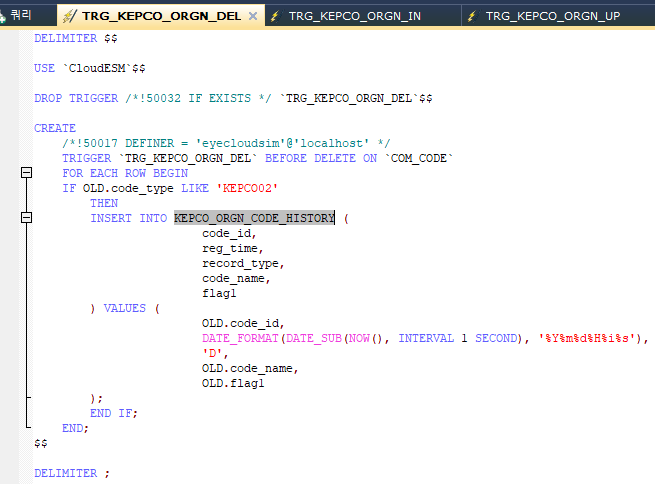 쿼리 TRG_KEPCO_ORGN_DEL TRG_KEPCO_ORGN_IN TRG_KEPCO_ORGN_UP
DELIMITER $$
USE `CloudESM`$$
DROP TRIGGER /*!50032 IF EXISTS */ `TRG_KEPCO_ORGN_DEL`$$
CREATE
/*!50017 DEFINER = 'eyecloudsim'@'localhost' */
TRIGGER `TRG_KEPCO_ORGN_DEL` BEFORE DELETE ON `COM_CODE`
FOR EACH ROW BEGIN
IF OLD.code_type LIKE 'KEPCO02'
THEN
INSERT INTO KEPCO_ORGN_CODE_HISTORY (
code_id,
reg_time,
record_type,
code_name,
flag1
) VALUES (
OLD.code_id,
DATE_FORMAT(DATE_SUB(NOW(), INTERVAL 1 SECOND), '%Y%m%d%H%i%s'),
'D',
OLD.code_name,
OLD.flag1
);
END IF;
END;
$$
DELIMITER ;